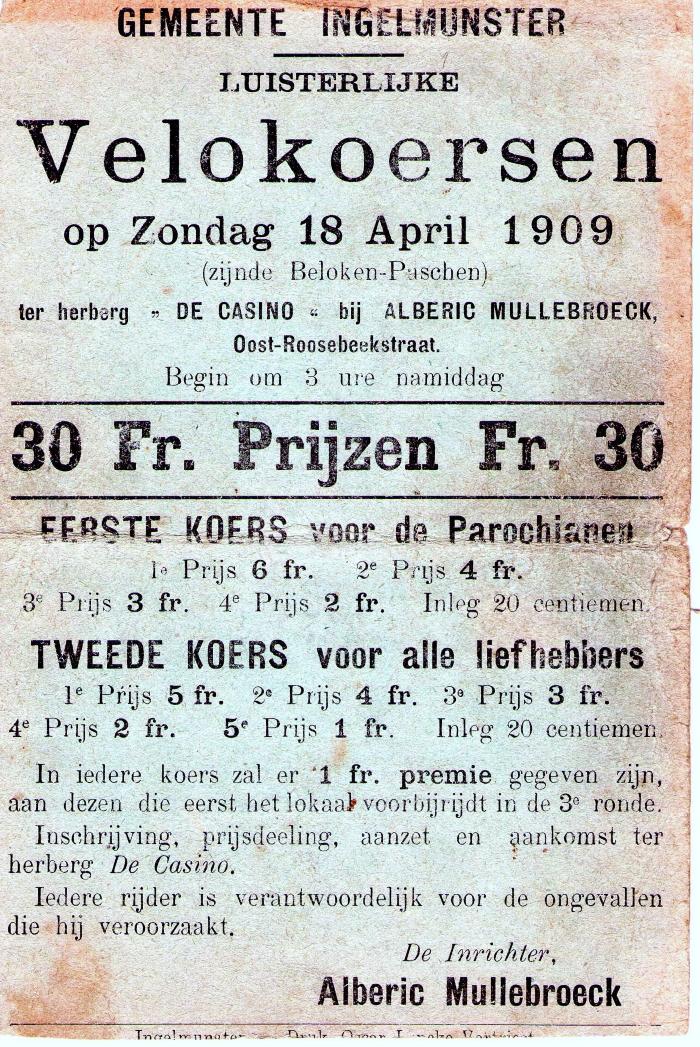 GEMEENTE INGELMUNSTER
LUISTERLIJKE
Velokoersen
op Zondag 18 April 1909
(zijnde Beloken-Paschen)
ter herberg „ DE CASINO “ bij ALBERIC MULLEBROECK,
Oost-Roosebeekstraat.
Begin om 3 ure namiddag
30 Fr. Prijzen Fr. 30
EERSTE KOERS voor de Parochianen
1e Prijs 6 fr. 2e Prijs 4 fr.
3e Prijs 3 fr. 4e Prijs 2 fr. Inleg 20 centiemen.
TWEEDE KOERS voor alle liefhebbers
1e Prijs 5 fr. 2e Prijs 4 fr. 3e Prijs 3 fr.
4e Prijs 2 fr. 5e Prijs 1 fr. Inleg 20 centiemen.
In iedere koers zal er 1 fr. premie gegeven zijn,
aan dezen die eerst het lokaal voorbijrijdt in de 3e ronde.
Inschrijving, prijsdeeling, aanzet en aankomst ter
herberg De Casino.
Iedere rijder is verantwoordelijk voor de ongevallen
die hij veroorzaakt.
De Inrichter,
Alberic Mullebroeck
Ingelmunster — Druk.